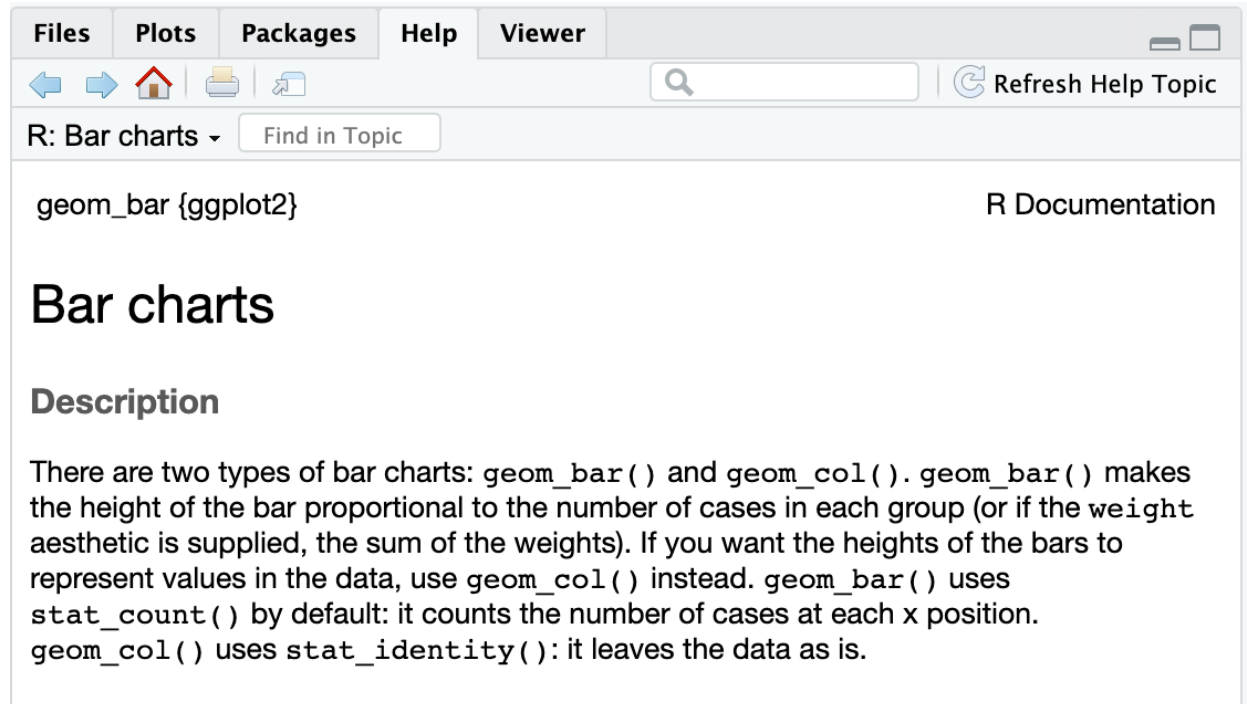 Files Plots Packages Help Viewer
Refresh Help Topic
R: Bar charts Find in Topic
geom_bar {ggplot2} R Documentation
Bar charts
Description
There are two types of bar charts: geom_bar() and geom_col(). geom_bar() makes
the height of the bar proportional to the number of cases in each group (or if the weight
aesthetic is supplied, the sum of the weights). If you want the heights of the bars to
represent values in the data, use geom_col() instead. geom_bar() uses
stat_count() by default: it counts the number of cases at each x position.
geom_col() uses stat_identity(): it leaves the data as is.